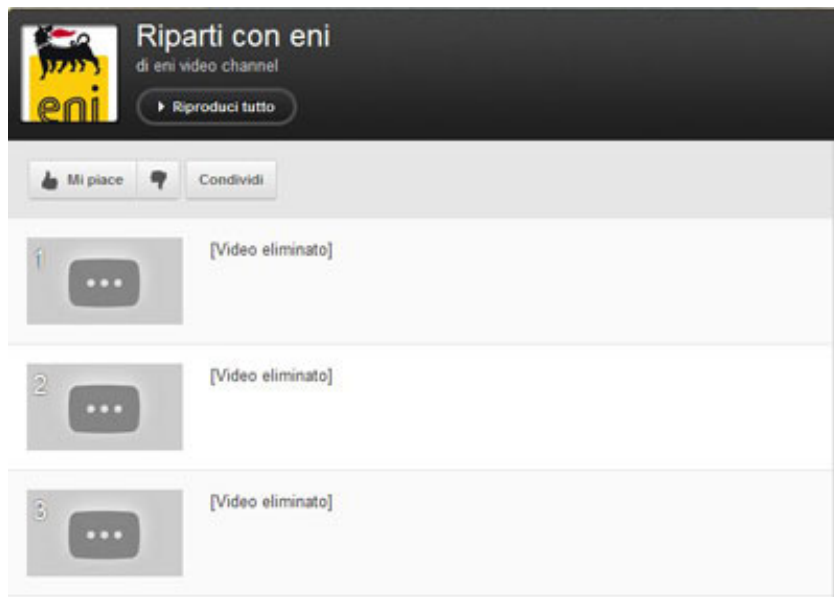 Riparti con eni
di eni video channel
eni
Riproduci tutto
Mi piace
Condividi
1
[Video eliminato]
2
[Video eliminato]
3
[Video eliminato]